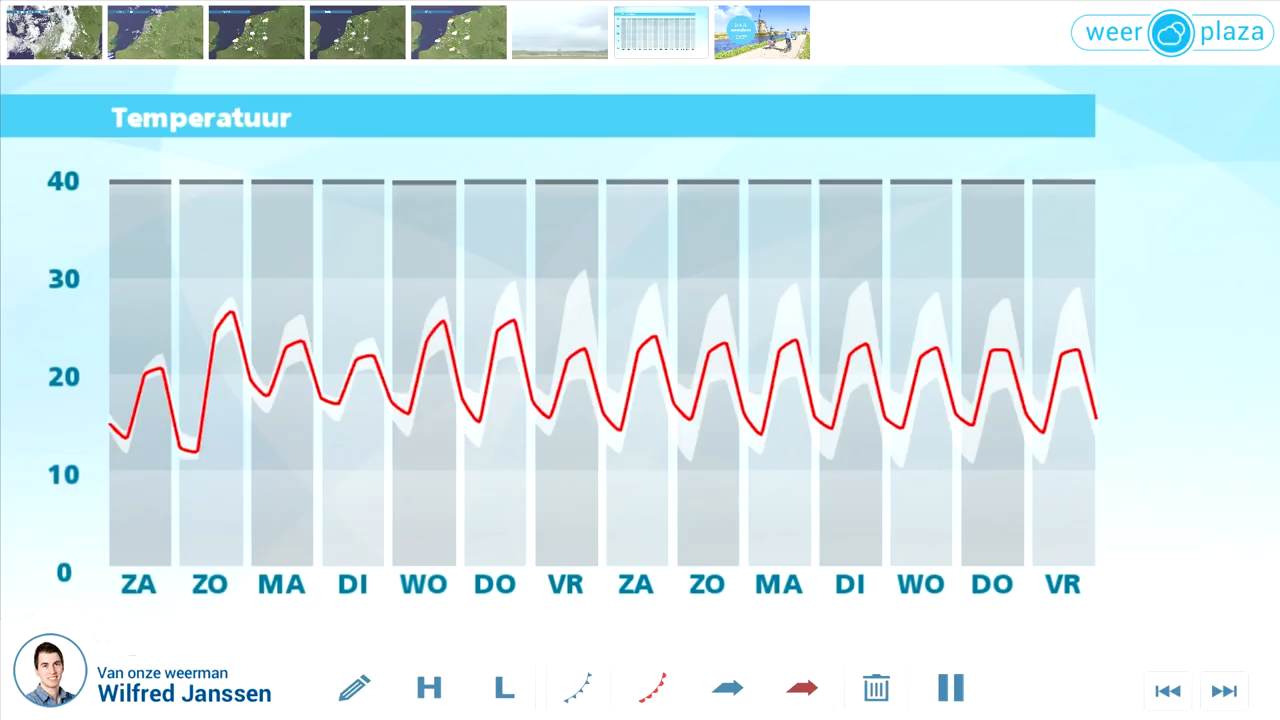 weer plaza
Temperatuur
40
30
20
10
0
ZA ZO MA DI WO DO VR ZA ZO MA DI WO DO VR
Van onze weerman
Wilfred Janssen
H L